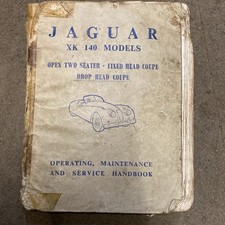 JAGUAR
XK 140 MODELS
OPEN TWO SEATER - FIXED HEAD COUPE
DROP HEAD COUPE
OPERATING, MAINTENANCE
AND SERVICE HANDBOOK